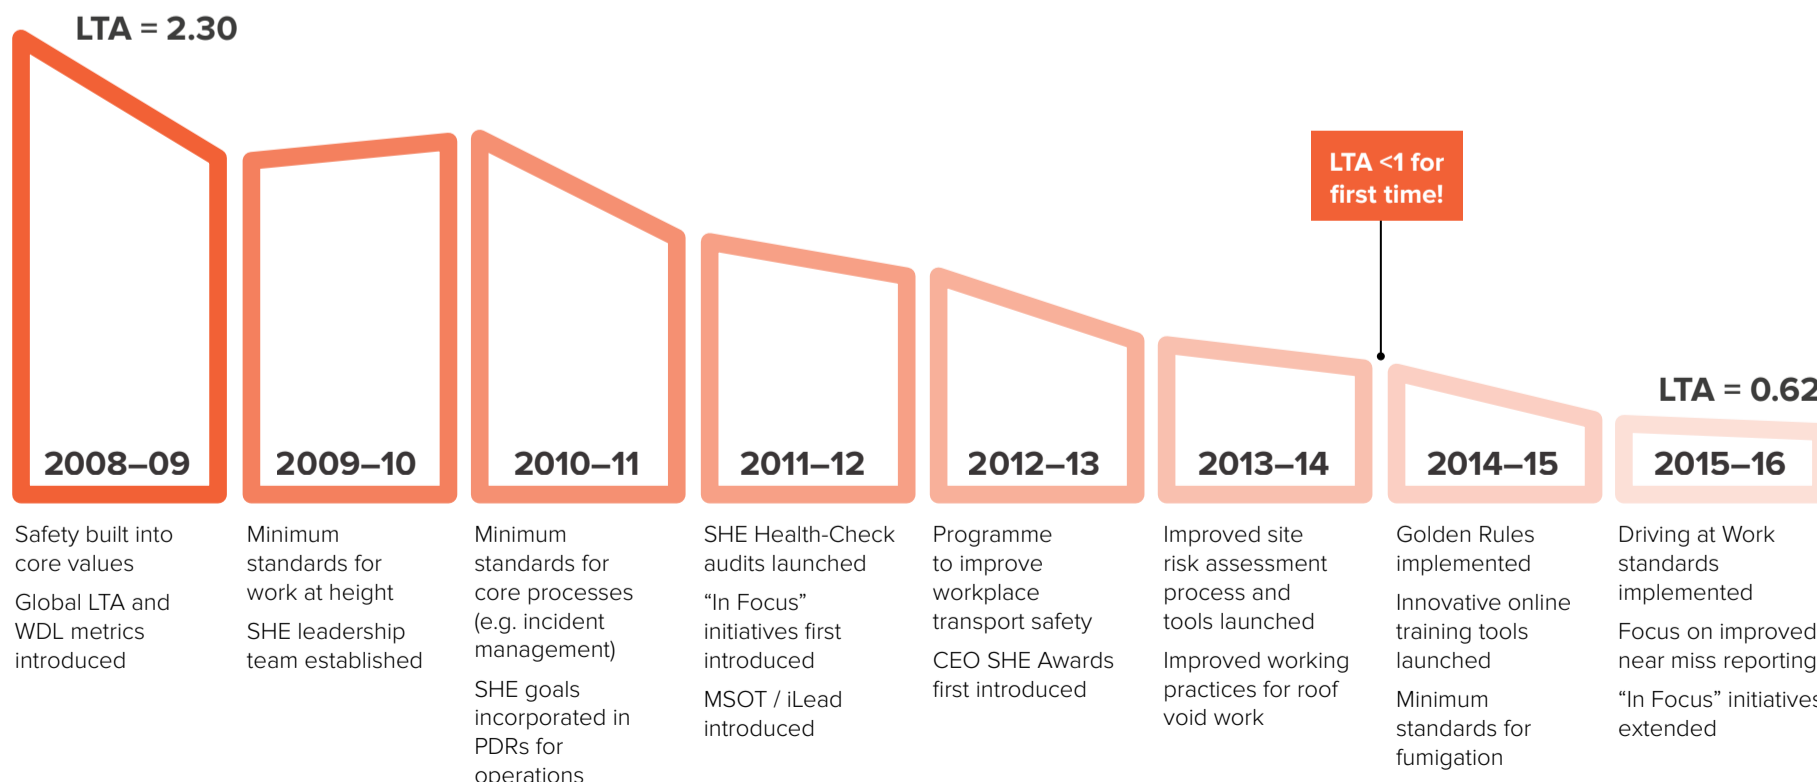 LTA = 2.30
LTA <1 for
first time!
LTA = 0.62
2008–09
2009–10
2010–11
2011–12
2012–13
2013–14
2014–15
2015–16
Safety built into
core values
Global LTA and
WDL metrics
introduced
Minimum
standards for
work at height
SHE leadership
team established
Minimum
standards for
core processes
(e.g. incident
management)
SHE goals
incorporated in
PDRs for
operations
SHE Health-Check
audits launched
“In Focus”
initiatives first
introduced
MSOT / iLead
introduced
Programme
to improve
workplace
transport safety
CEO SHE Awards
first introduced
Improved site
risk assessment
process and
tools launched
Improved working
practices for roof
void work
Golden Rules
implemented
Innovative online
training tools
launched
Minimum
standards for
fumigation
Driving at Work
standards
implemented
Focus on improved
near miss reporting
“In Focus” initiatives
extended